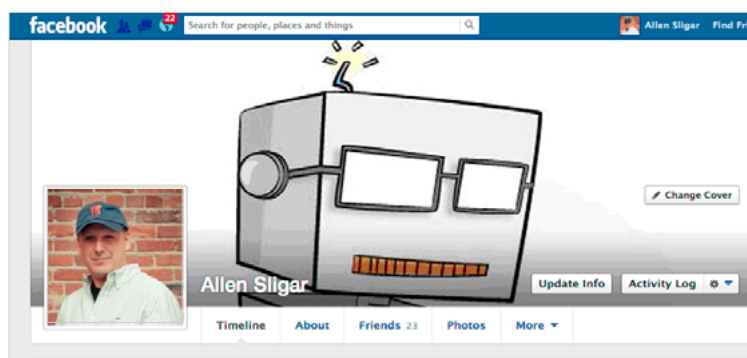 facebook 22 Search for people, places and things Allen Sligar
Find
Change Cover
Allen Sligar Update Info Activity Log
Timeline About Friends 23 Photos More